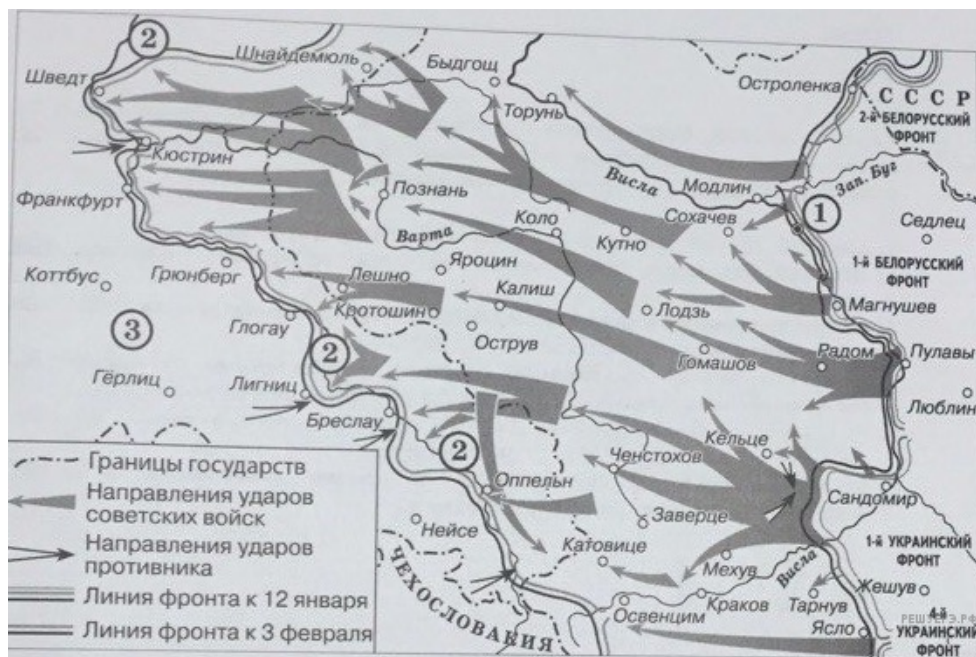 2
Шнайдемюль
Быдгощ
Шведт
Торунь
Остроленка
СССР
2-й БЕЛОРУССКИЙ
ФРОНТ
Кюстрин
Висла
Модлин
Зап. Буг
Познань
Франкфурт
Варта
Коло
Кутно
Сохачев
1
Седлец
1-й БЕЛОРУССКИЙ
ФРОНТ
Коттбус
Грюнберг
Лешно
Яроцин
Калиш
Лодзь
Магнушев
3
Глогау
Кротошин
Острув
Гомашов
Радом
Пулавы
2
Гёрлиц
Лигниц
Бреслау
Люблин
2
Кельце
Ченстохов
Оппельн
Сандомир
Заверце
Нейсе
Катовице
1-й УКРАИНСКИЙ
ФРОНТ
Мехув
Висла
Жешув
ЧЕХОСЛОВАКИЯ
Освенцим
Краков
Тарнув
Ясло
4-й
УКРАИНСКИЙ
ФРОНТ
РЕШУЕГЭ.РФ
Границы государств
Направления ударов
советских войск
Направления ударов
противника
Линия фронта к 12 января
Линия фронта к 3 февраля